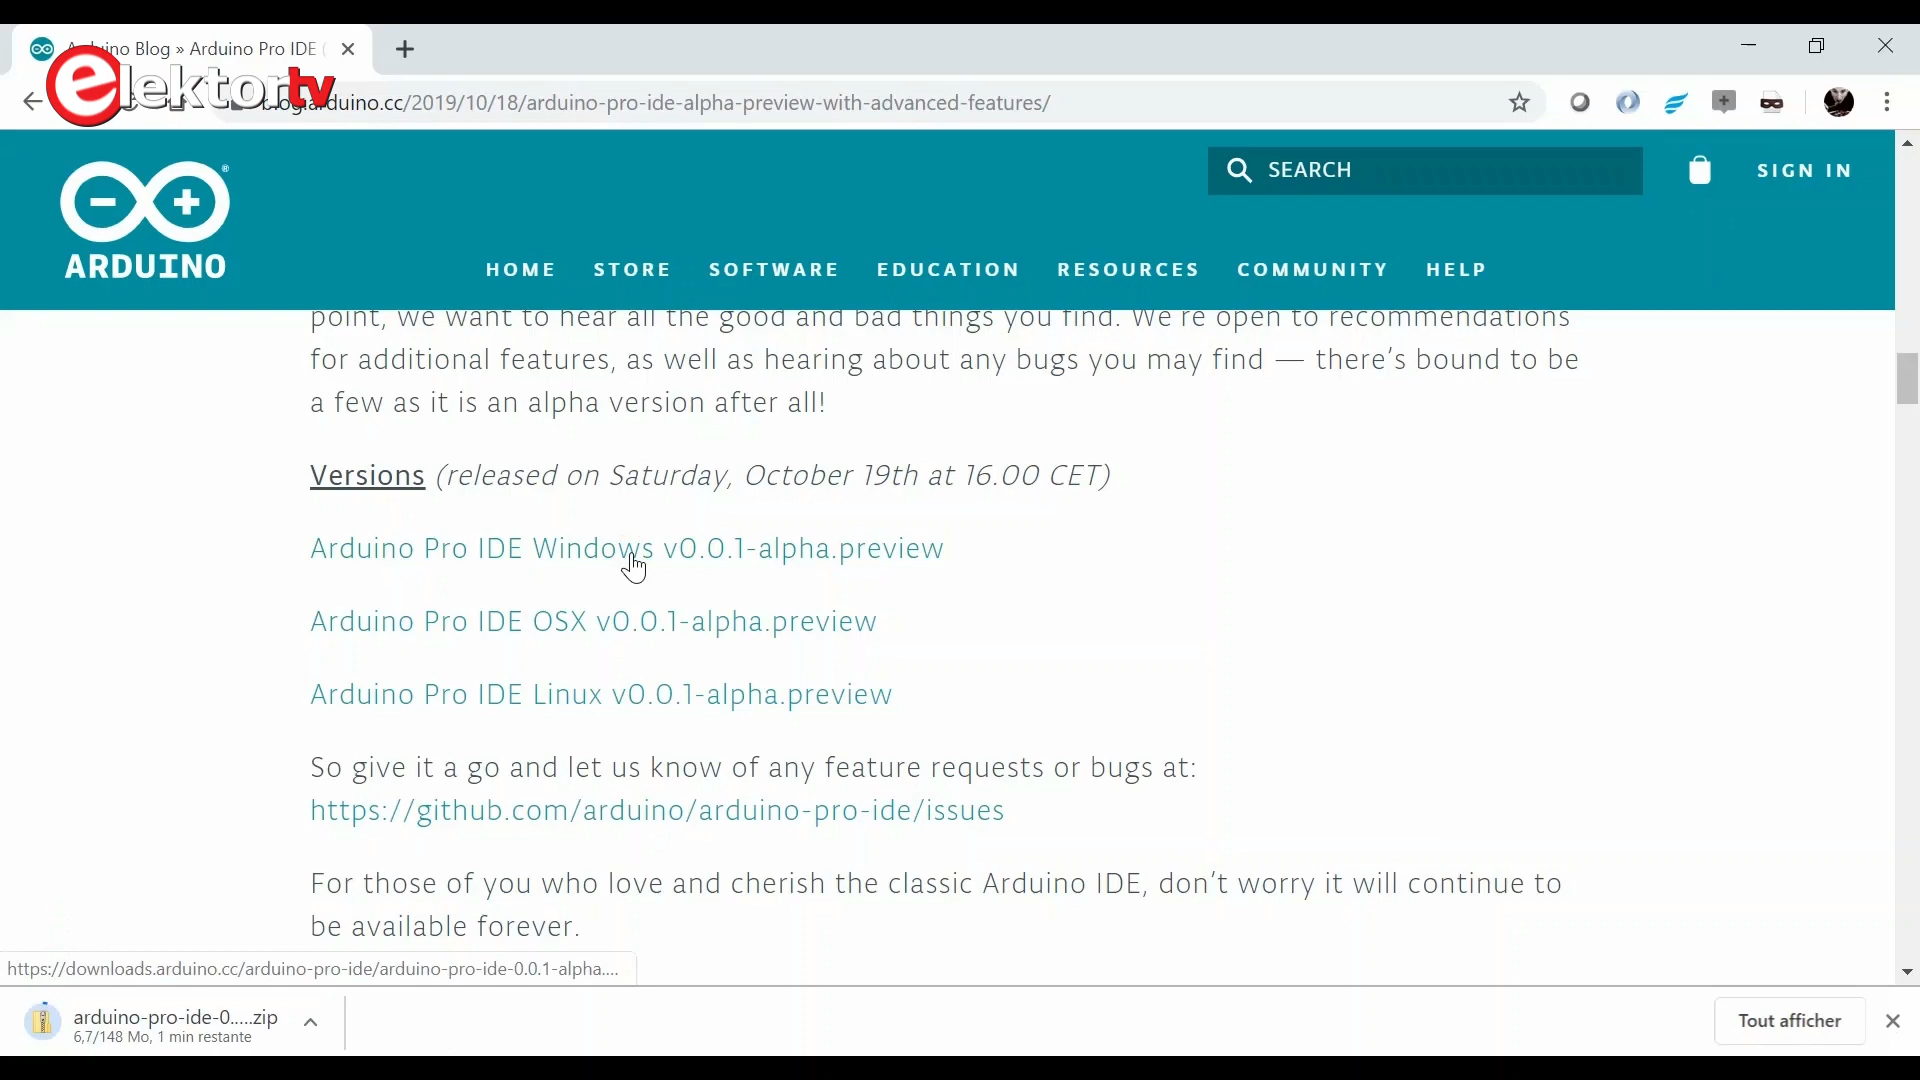 Arduino Blog » Arduino Pro IDE (
elektor tv
blog.arduino.cc/2019/10/18/arduino-pro-ide-alpha-preview-with-advanced-features/
ARDUINO
SEARCH
SIGN IN
HOME STORE SOFTWARE EDUCATION RESOURCES COMMUNITY HELP
point, we want to hear all the good and bad things you find. We're open to recommendations
for additional features, as well as hearing about any bugs you may find — there's bound to be
a few as it is an alpha version after all!
Versions (released on Saturday, October 19th at 16.00 CET)
Arduino Pro IDE Windows v0.0.1-alpha.preview
Arduino Pro IDE OSX v0.0.1-alpha.preview
Arduino Pro IDE Linux v0.0.1-alpha.preview
So give it a go and let us know of any feature requests or bugs at:
https://github.com/arduino/arduino-pro-ide/issues
For those of you who love and cherish the classic Arduino IDE, don't worry it will continue to
be available forever.
https://downloads.arduino.cc/arduino-pro-ide/arduino-pro-ide-0.0.1-alpha....
arduino-pro-ide-0.....zip
6,7/148 Mo, 1 min restante
Tout afficher